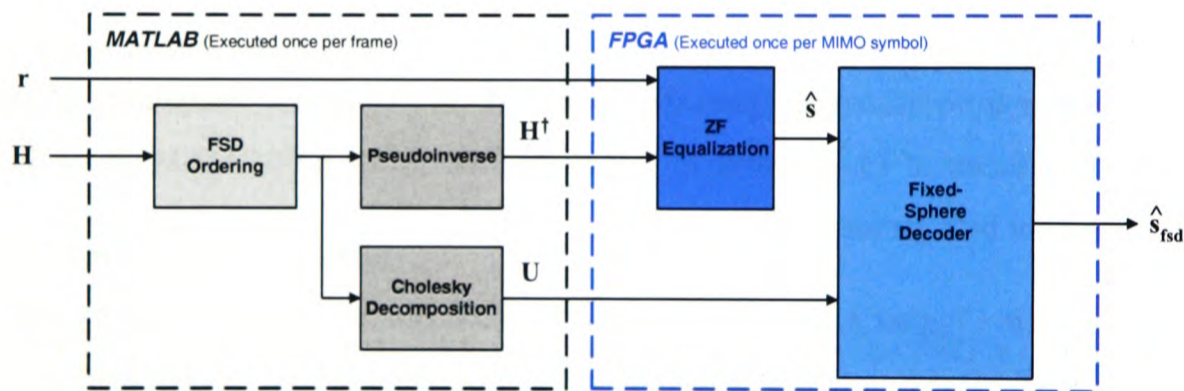 MATLAB (Executed once per frame)
FPGA (Executed once per MIMO symbol)
r
H
FSD
Ordering
Pseudoinverse
H†
Cholesky
Decomposition
U
ZF
Equalization
ŝ
Fixed-
Sphere
Decoder
ŝfsd